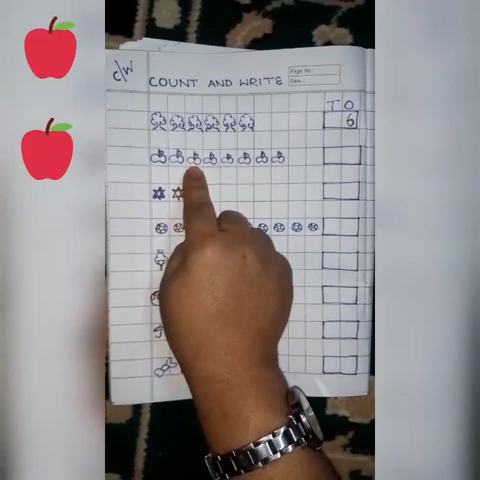 C/W
COUNT AND WRITE
Page No.:
Date:
T O
6